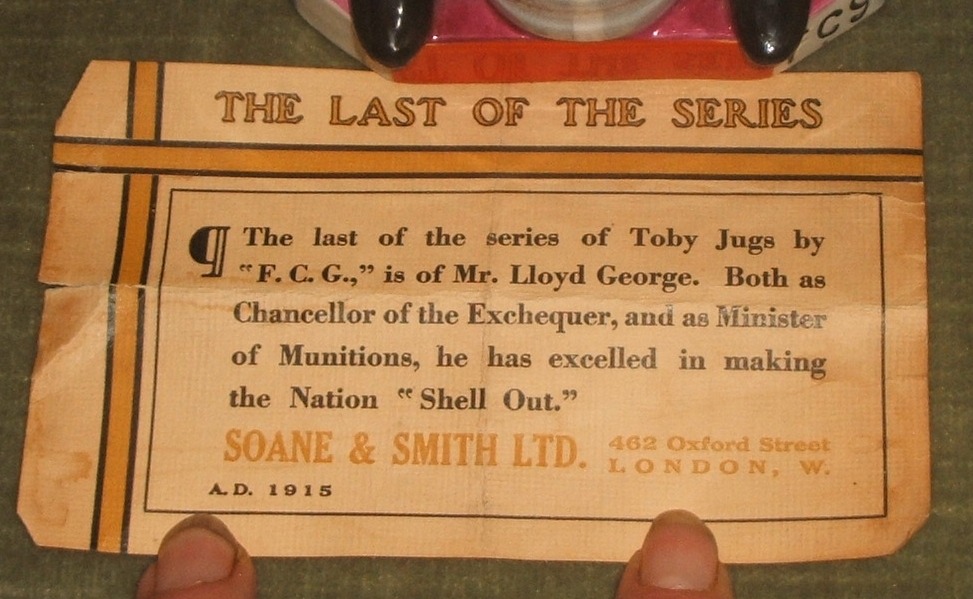 THE LAST OF THE SERIES
¶ The last of the series of Toby Jugs by
"F. C. G.," is of Mr. Lloyd George. Both as
Chancellor of the Exchequer, and as Minister
of Munitions, he has excelled in making
the Nation "Shell Out."
SOANE & SMITH LTD. 462 Oxford Street
LONDON, W.
A.D. 1915